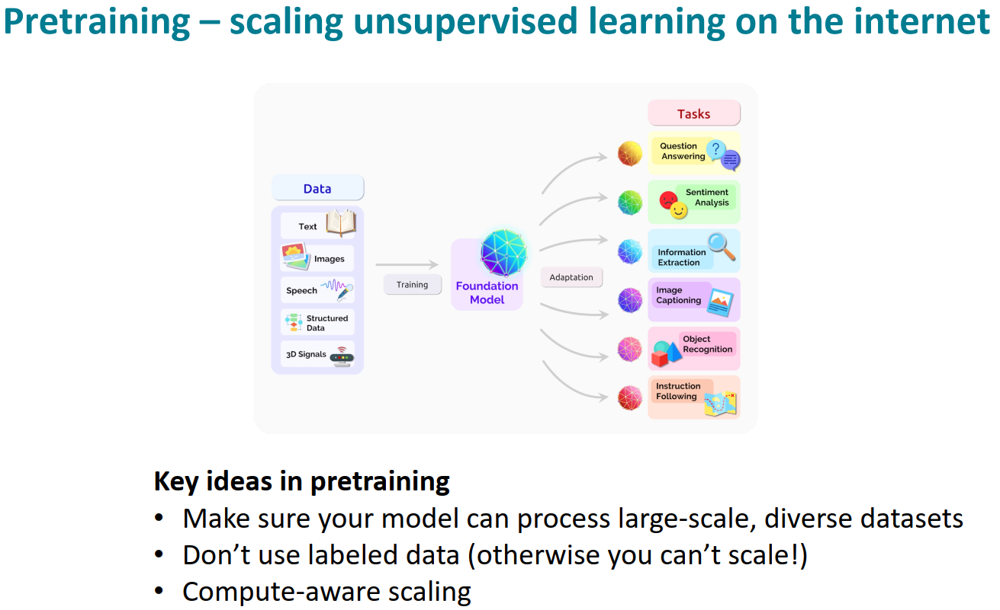 Pretraining – scaling unsupervised learning on the internet
Data
Text
Images
Speech
Structured
Data
3D Signals
Training
Foundation
Model
Adaptation
Tasks
Question
Answering
?
Sentiment
Analysis
Information
Extraction
Image
Captioning
Object
Recognition
Instruction
Following
Key ideas in pretraining
• Make sure your model can process large-scale, diverse datasets
• Don’t use labeled data (otherwise you can’t scale!)
• Compute-aware scaling